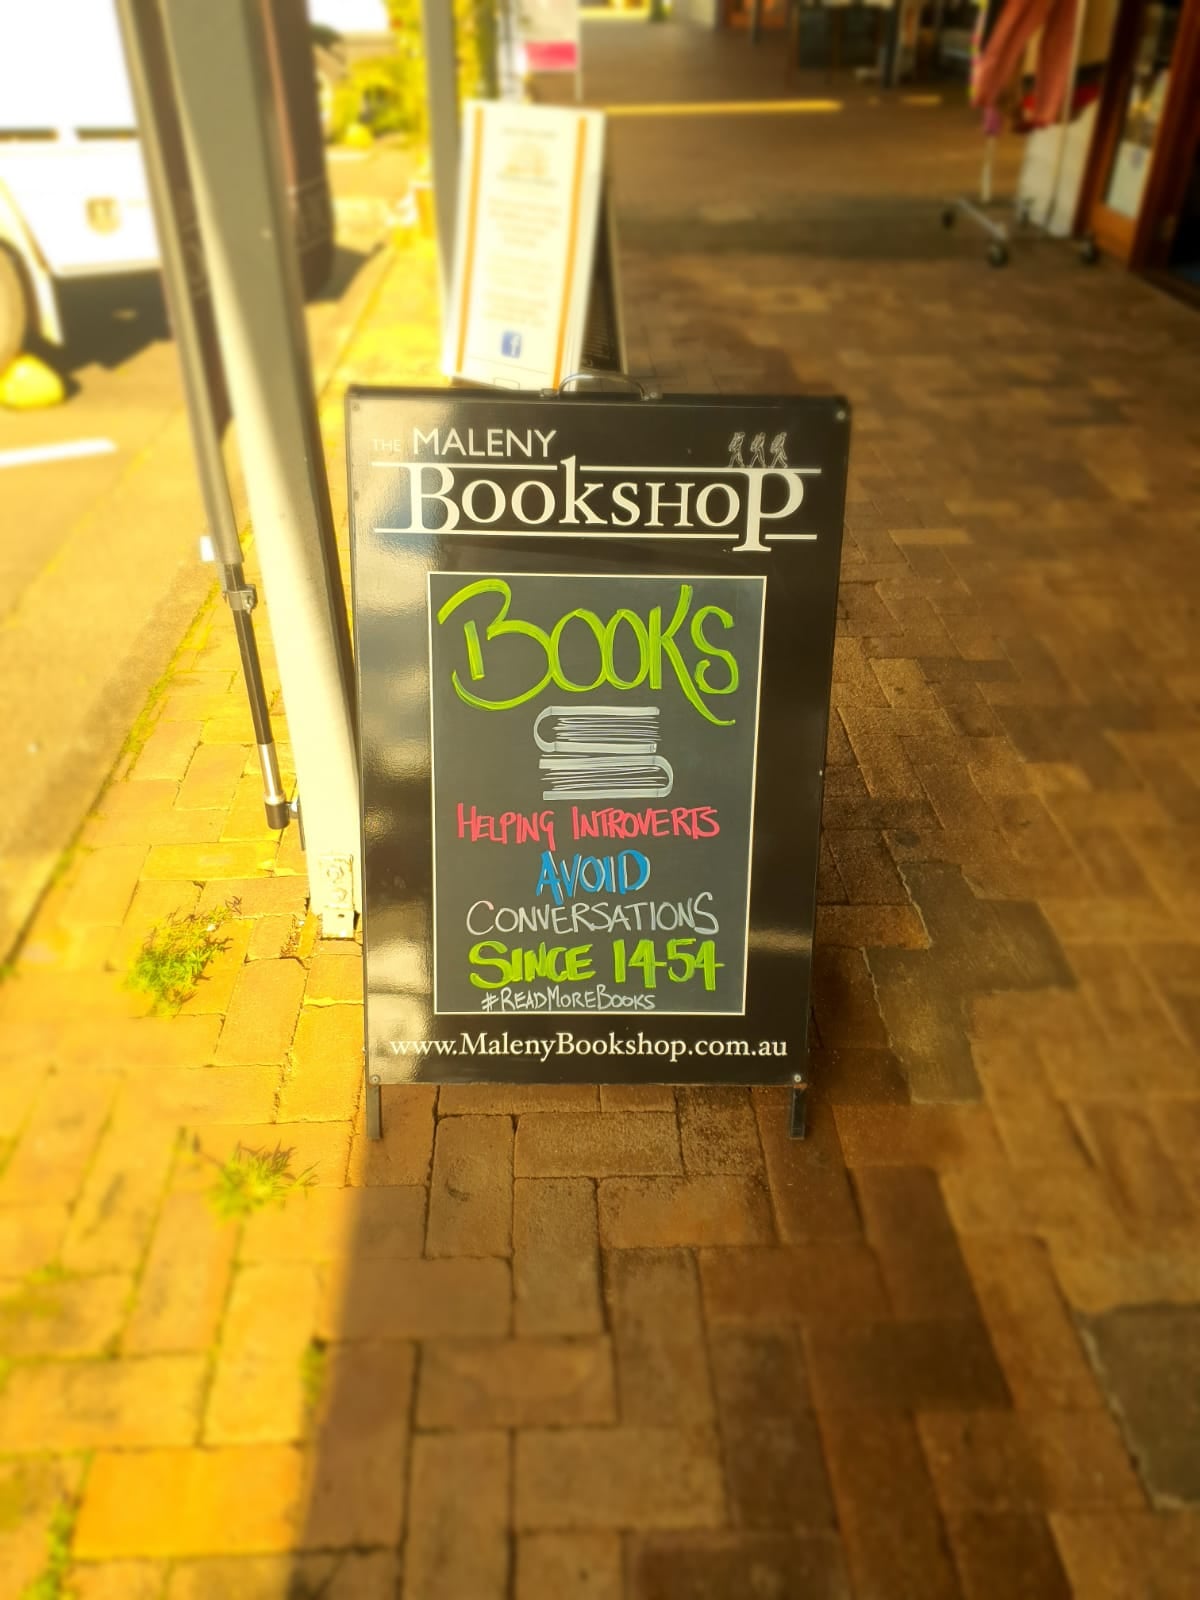 THE MALENY
BOOKSHOP
BOOKS
HELPING INTROVERTS
AVOID
CONVERSATIONS
SINCE 1454
#READMOREBOOKS
www.MalenyBookshop.com.au